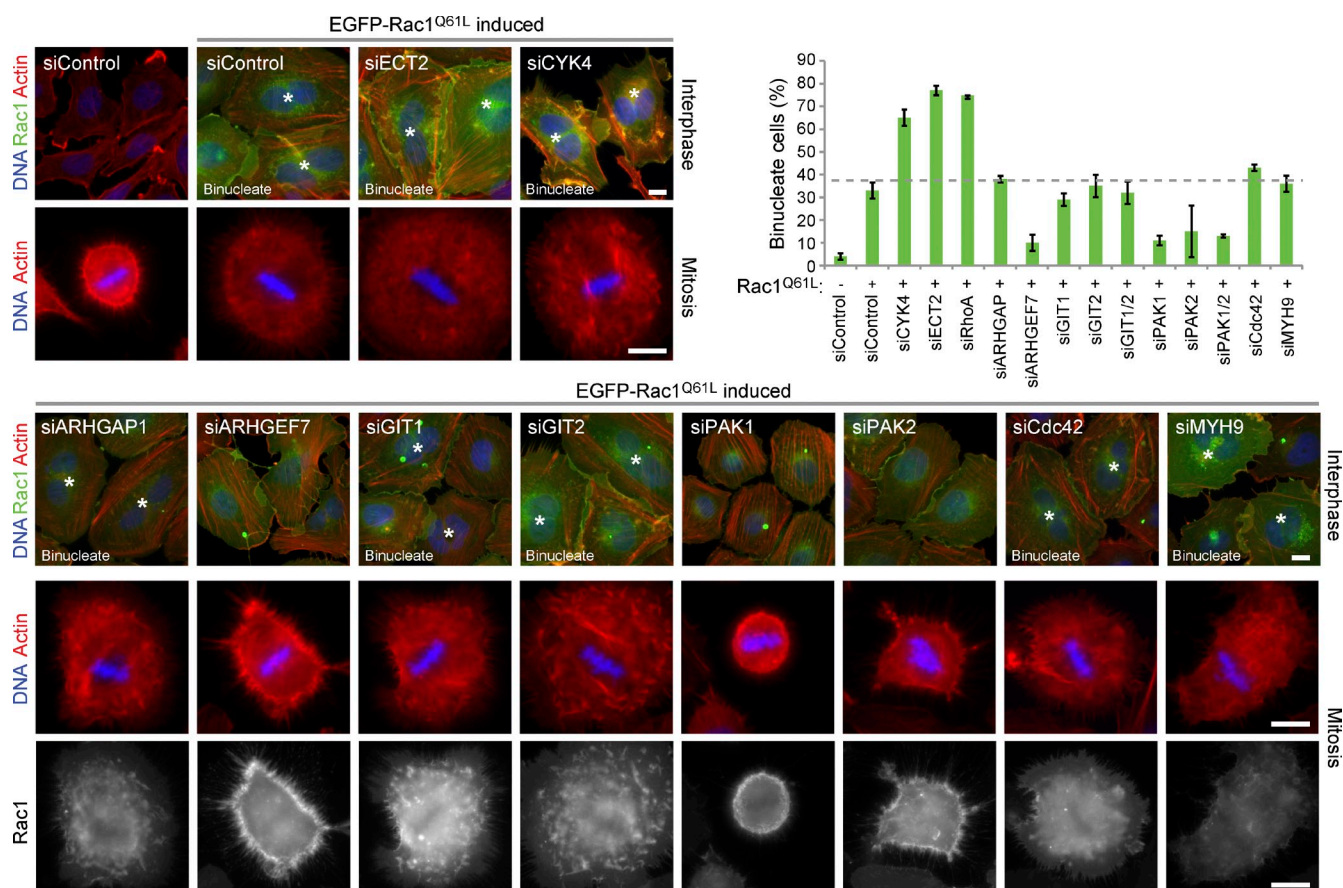 EGFP-Rac1Q61L induced
siControl
siControl
siECT2
siCYK4
DNA Rac1 Actin
Binucleate
Binucleate
Binucleate
Interphase
DNA Actin
Mitosis
Binucleate cells (%)
90
80
70
60
50
40
30
20
10
0
Rac1Q61L: - + + + + + + + + + + + + + +
siControl
siControl
siCYK4
siECT2
siRhoA
siARHGAP
siARHGEF7
siGIT1
siGIT2
siGIT1/2
siPAK1
siPAK2
siPAK1/2
siCdc42
siMYH9
EGFP-Rac1Q61L induced
siARHGAP1
siARHGEF7
siGIT1
siGIT2
siPAK1
siPAK2
siCdc42
siMYH9
DNA Rac1 Actin
Binucleate
Binucleate
Binucleate
Binucleate
Binucleate
Interphase
DNA Actin
Rac1
Mitosis